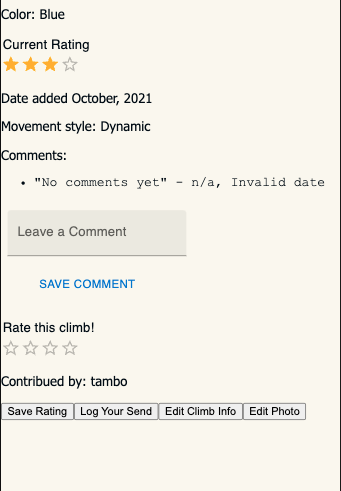 Color: Blue
Current Rating
Date added October, 2021
Movement style: Dynamic
Comments:
• "No comments yet" - n/a, Invalid date
Leave a Comment
SAVE COMMENT
Rate this climb!
Contribued by: tambo
Save Rating Log Your Send Edit Climb Info Edit Photo